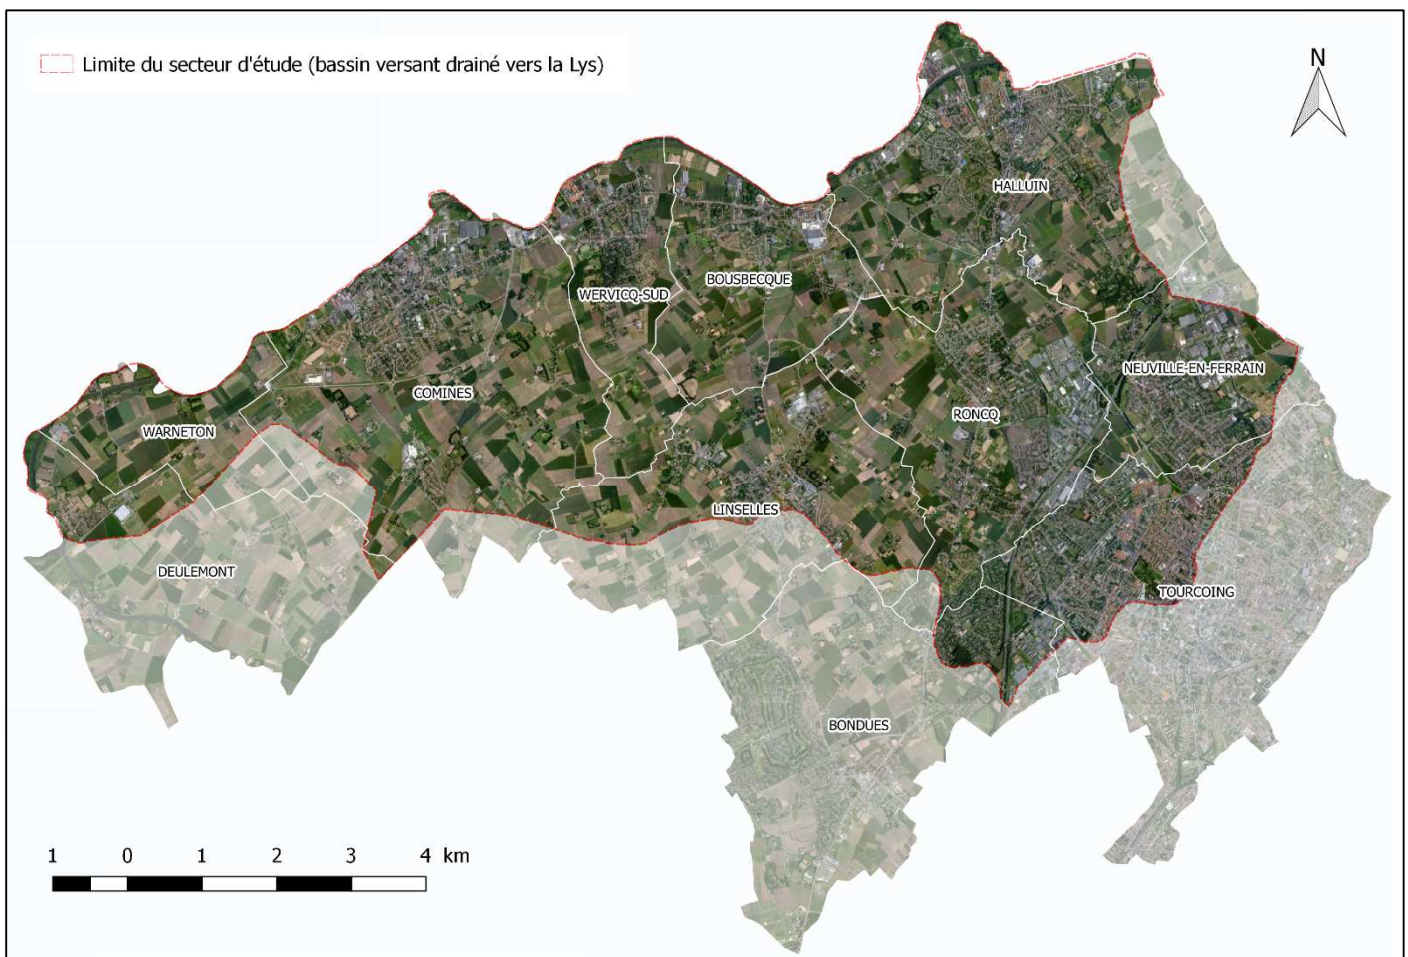 Limite du secteur d'étude (bassin versant drainé vers la Lys)
N
HALLUIN
BOUSBECQUE
WERVICQ-SUD
NEUVILLE-EN-FERRAIN
COMINES
RONCQ
WARNETON
LINSELLES
DEULEMONT
TOURCOING
BONDUES
1 0 1 2 3 4 km